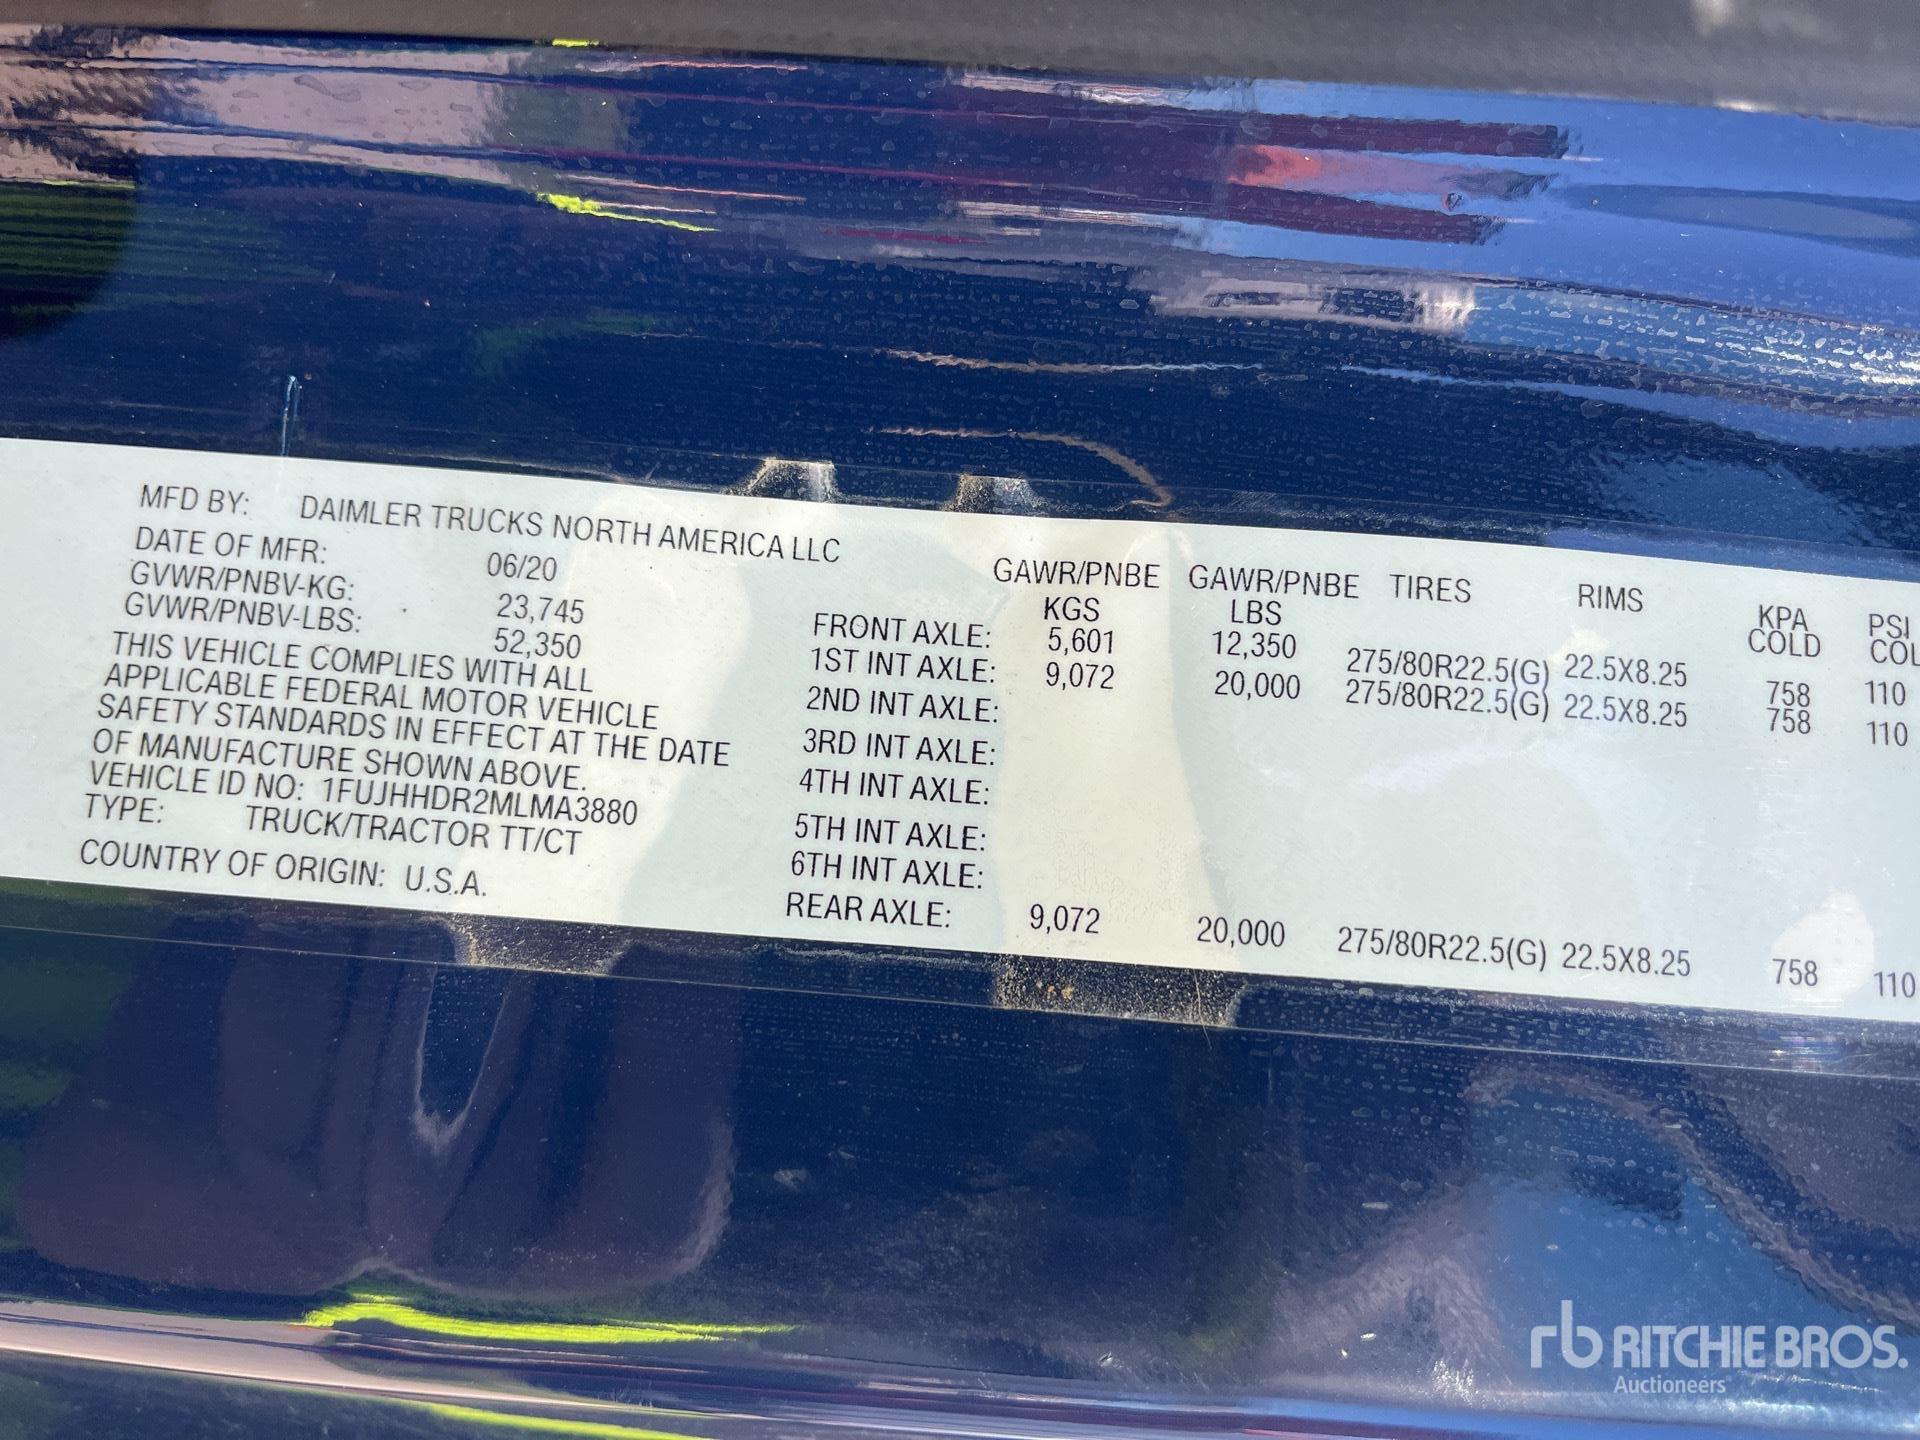 MFD BY: DAIMLER TRUCKS NORTH AMERICA LLC
DATE OF MFR: 06/20
GVWR/PNBV-KG: 23,745
GVWR/PNBV-LBS: 52,350
THIS VEHICLE COMPLIES WITH ALL
APPLICABLE FEDERAL MOTOR VEHICLE
SAFETY STANDARDS IN EFFECT AT THE DATE
OF MANUFACTURE SHOWN ABOVE.
VEHICLE ID NO: 1FUJHHDR2MLMA3880
TYPE: TRUCK/TRACTOR TT/CT
COUNTRY OF ORIGIN: U.S.A.
GAWR/PNBE GAWR/PNBE TIRES RIMS KPA PSI
KGS LBS COLD COL
FRONT AXLE: 5,601 12,350 275/80R22.5(G) 22.5X8.25 758 110
1ST INT AXLE: 9,072 20,000 275/80R22.5(G) 22.5X8.25 758 110
2ND INT AXLE:
3RD INT AXLE:
4TH INT AXLE:
5TH INT AXLE:
6TH INT AXLE:
REAR AXLE: 9,072 20,000 275/80R22.5(G) 22.5X8.25 758 110
rb RITCHIE BROS.
Auctioneers